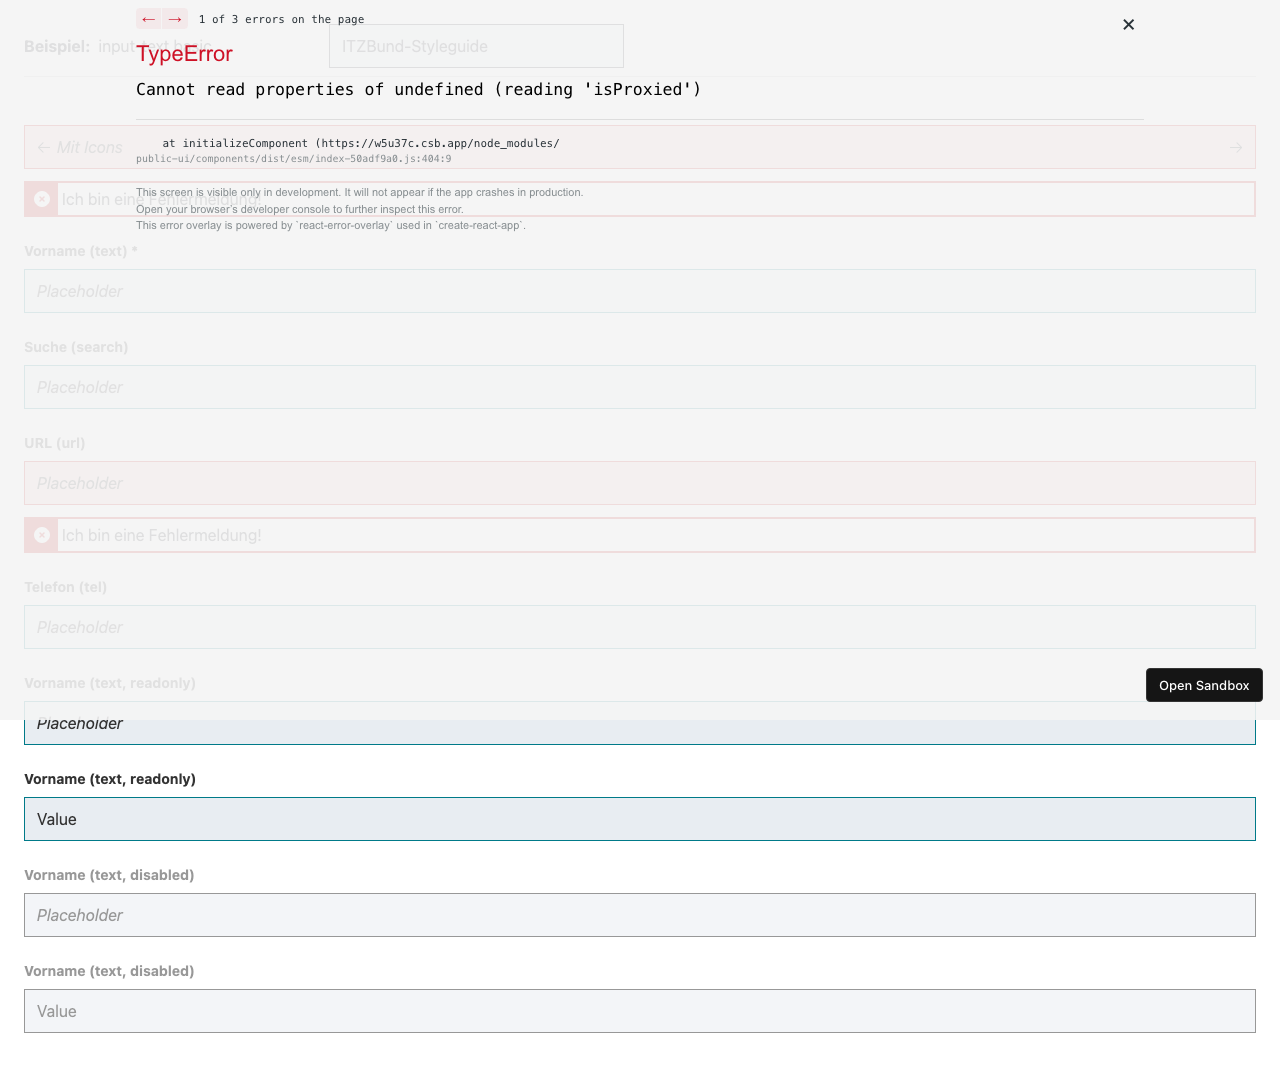 ← → 1 of 3 errors on the page
Beispiel: input-text basic
ITZBund-Styleguide
TypeError
Cannot read properties of undefined (reading 'isProxied')
at initializeComponent (https://w5u37c.csb.app/node_modules/
public-ui/components/dist/esm/index-50adf9a0.js:404:9
← Mit Icons →
This screen is visible only in development. It will not appear if the app crashes in production.
Ich bin eine Fehlermeldung!
Open your browser's developer console to further inspect this error.
This error overlay is powered by `react-error-overlay` used in `create-react-app`.
Vorname (text) *
Placeholder
Suche (search)
Placeholder
URL (url)
Placeholder
Ich bin eine Fehlermeldung!
Telefon (tel)
Placeholder
Vorname (text, readonly)
Open Sandbox
Placeholder
Vorname (text, readonly)
Value
Vorname (text, disabled)
Placeholder
Vorname (text, disabled)
Value